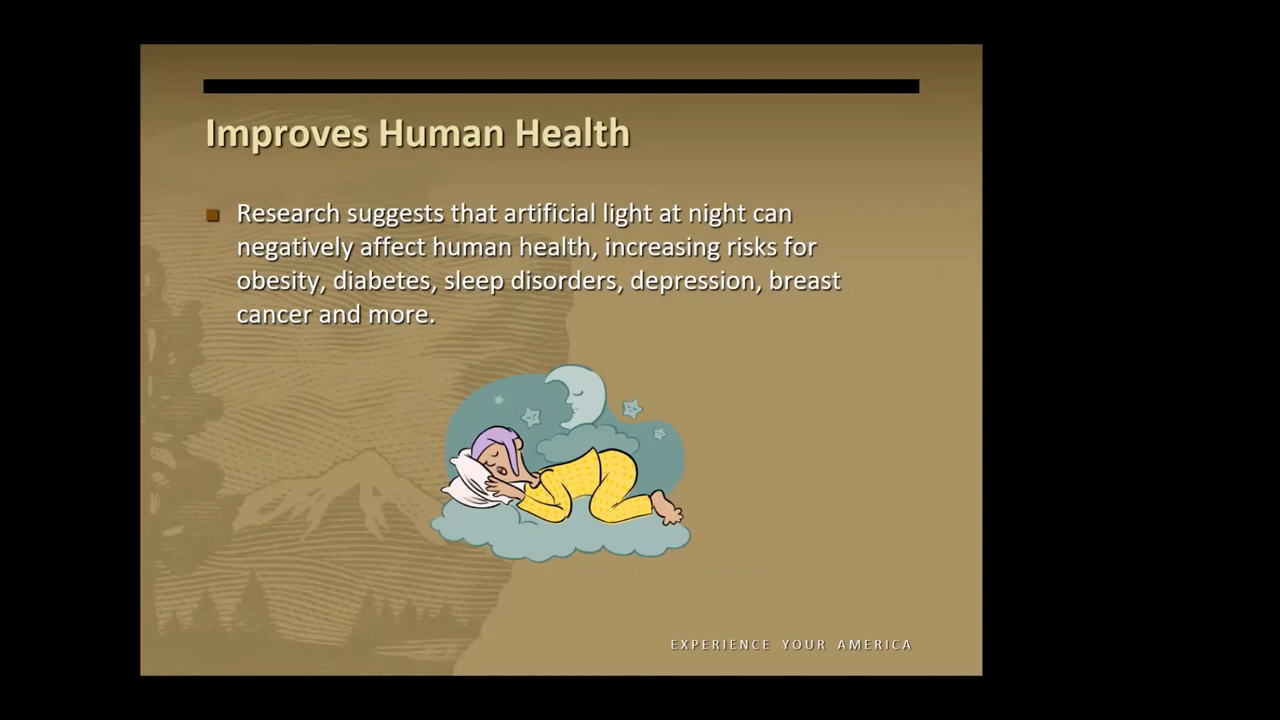 Improves Human Health
Research suggests that artificial light at night can
negatively affect human health, increasing risks for
obesity, diabetes, sleep disorders, depression, breast
cancer and more.
EXPERIENCE YOUR AMERICA